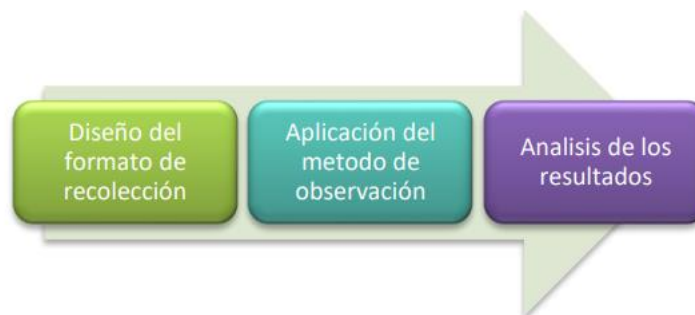 Diseño del
formato de
recolección
Aplicación del
metodo de
observación
Analisis de los
resultados